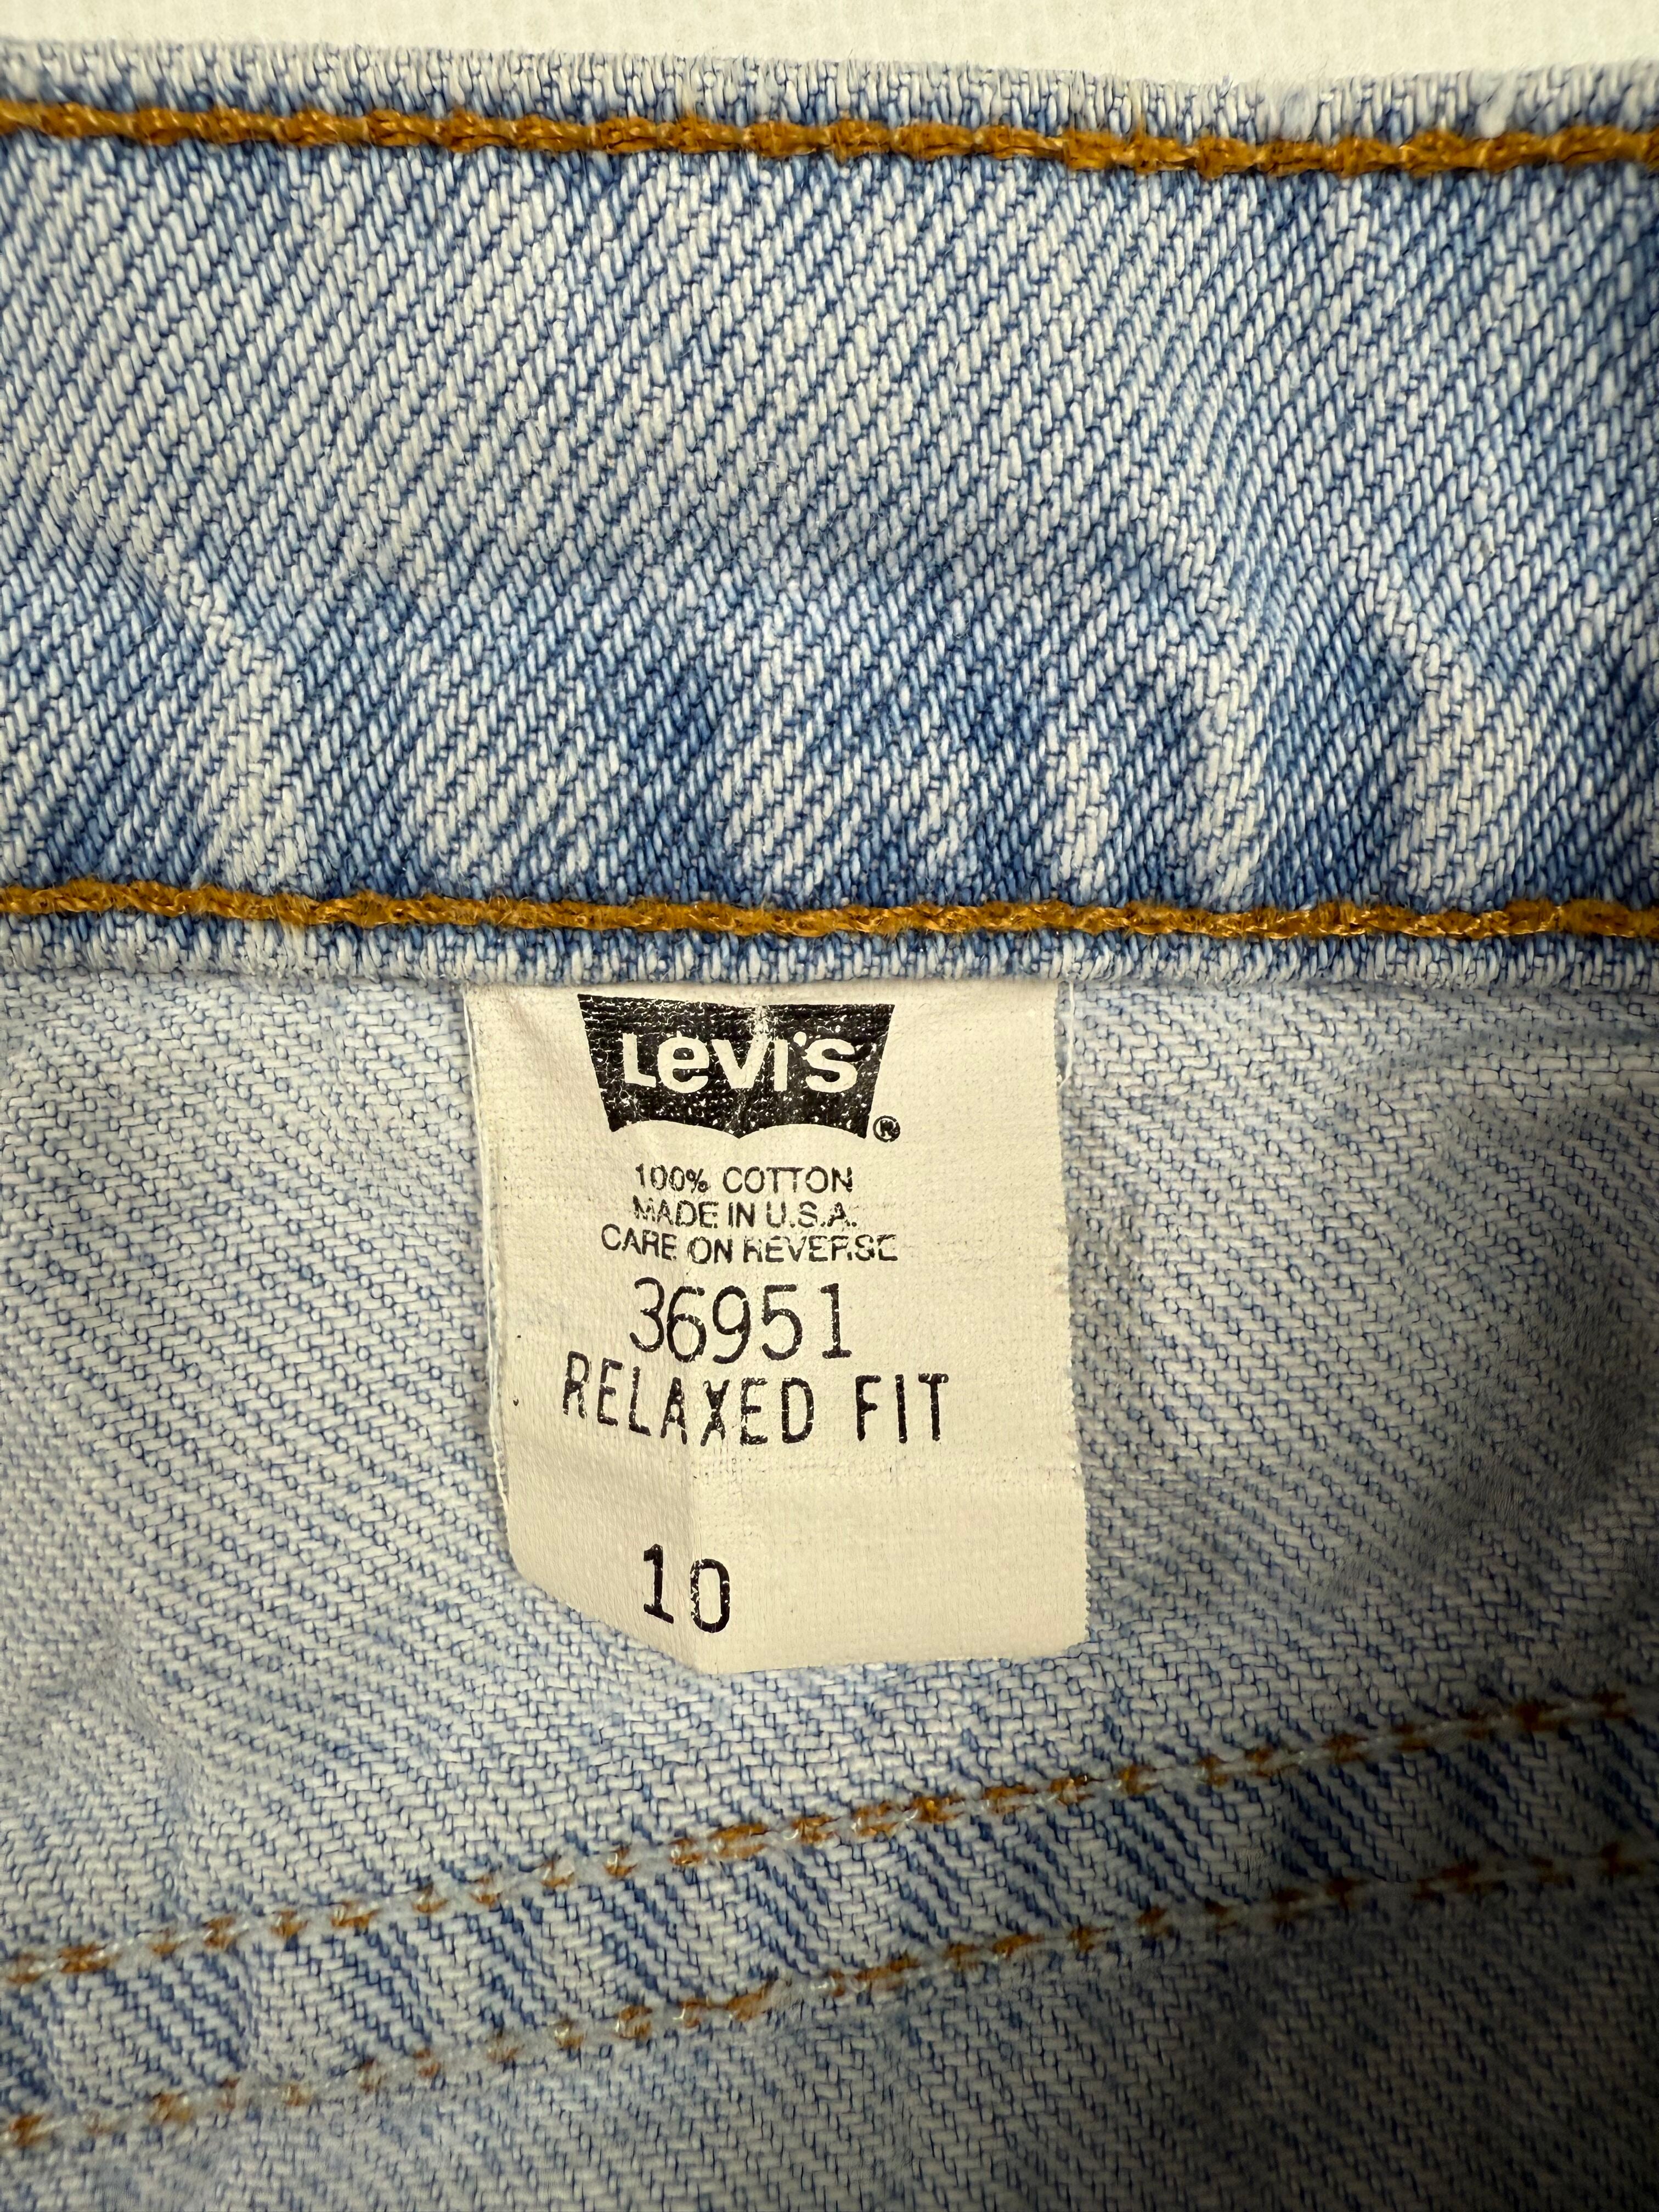 Levi's ®
100% COTTON
MADE IN U.S.A.
CARE ON REVERSE
36951
RELAXED FIT
10